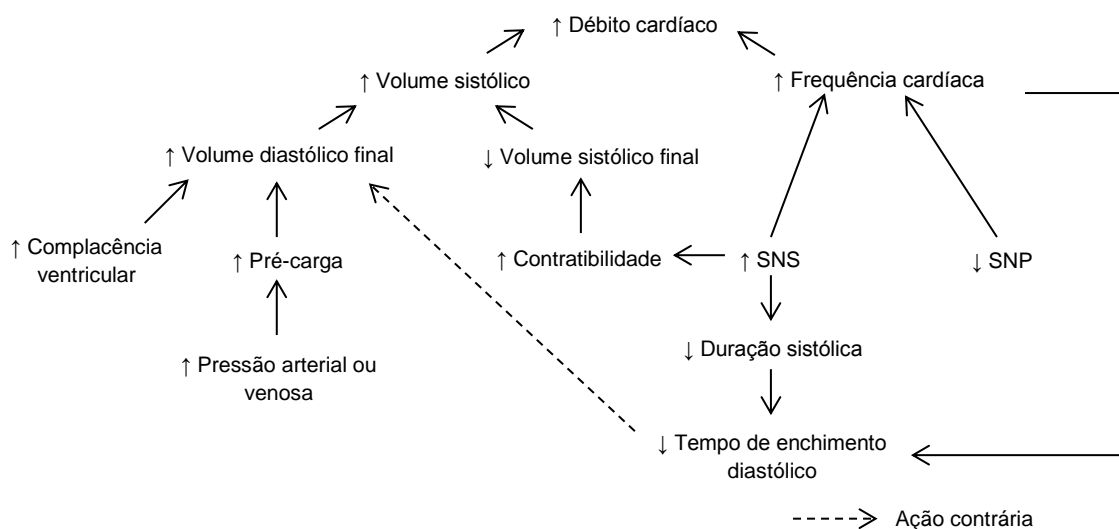 ↑ Débito cardíaco
↑ Volume sistólico
↑ Frequência cardíaca
↑ Volume diastólico final
↓ Volume sistólico final
↑ Complacência
ventricular
↑ Pré-carga
↑ Contratibilidade
↑ SNS
↓ SNP
↑ Pressão arterial ou
venosa
↓ Duração sistólica
↓ Tempo de enchimento
diastólico
Ação contrária